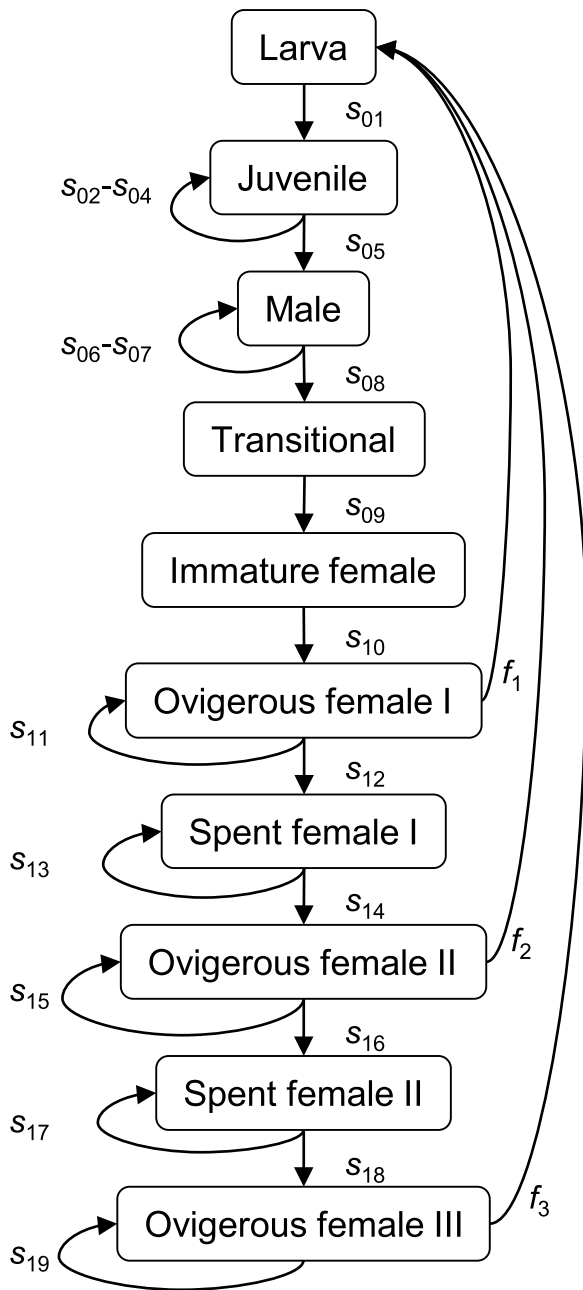 Larva
s01
Juvenile
s02-s04
s05
Male
s06-s07
s08
Transitional
s09
Immature female
s10
Ovigerous female I
f1
s11
s12
Spent female I
s13
s14
Ovigerous female II
f2
s15
s16
Spent female II
s17
s18
Ovigerous female III
f3
s19